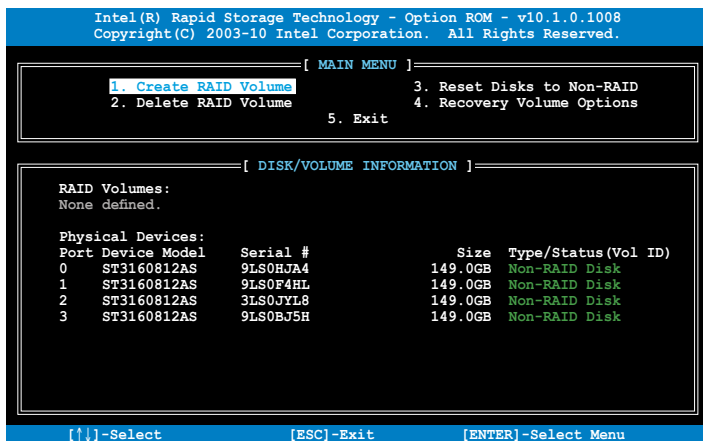 Intel(R) Rapid Storage Technology - Option ROM - v10.1.0.1008
Copyright(C) 2003-10 Intel Corporation. All Rights Reserved.
[ MAIN MENU ]
1. Create RAID Volume 3. Reset Disks to Non-RAID
2. Delete RAID Volume 4. Recovery Volume Options
5. Exit
[ DISK/VOLUME INFORMATION ]
RAID Volumes:
None defined.
Physical Devices:
Port Device Model Serial # Size Type/Status(Vol ID)
0 ST3160812AS 9LS0HJA4 149.0GB Non-RAID Disk
1 ST3160812AS 9LS0F4HL 149.0GB Non-RAID Disk
2 ST3160812AS 3LS0JYL8 149.0GB Non-RAID Disk
3 ST3160812AS 9LS0BJ5H 149.0GB Non-RAID Disk
[↑↓]-Select [ESC]-Exit [ENTER]-Select Menu